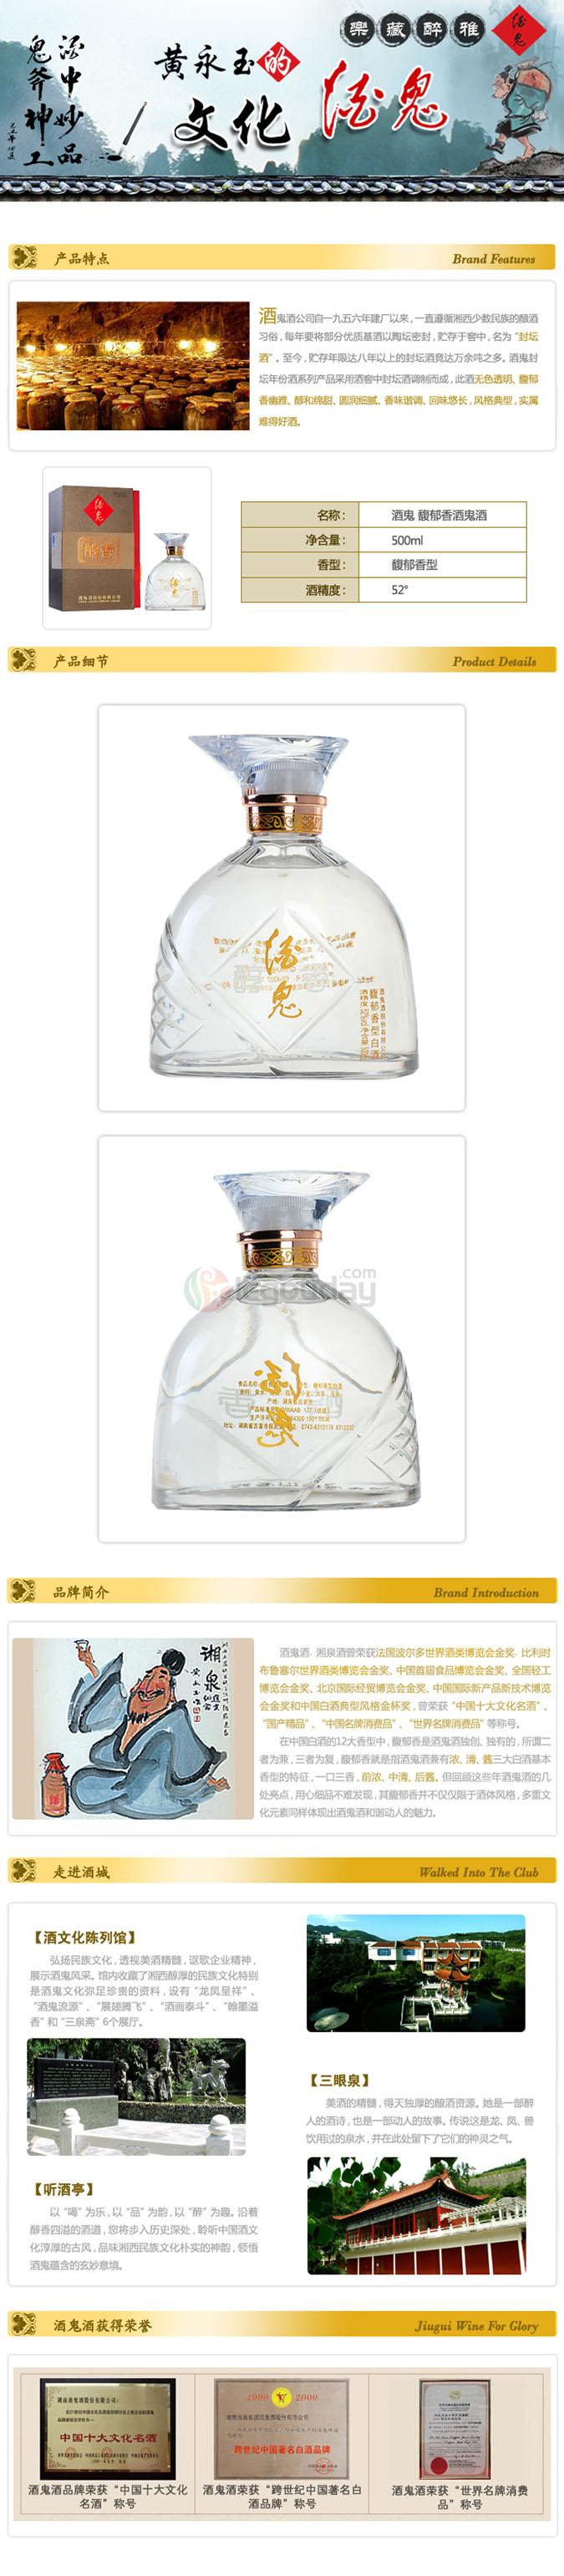 酒中妙品
鬼斧神工
黄永玉的
文化
酒鬼
樂藏醉雅
酒鬼
产品特点
Brand Features
酒鬼酒公司自一九五六年建厂以来，一直遵循湘西少数民族的酿酒
习俗，每年要将部分优质基酒以陶坛密封，贮存于窖中，名为“封坛
酒”。至今，贮存年限达八年以上的封坛酒竟达万余吨之多。酒鬼封
坛年份酒系列产品采用酒窖中封坛酒调制而成，此酒无色透明、馥郁
香幽雅、醇和绵甜、圆润细腻、香味谐调、回味悠长，风格典型，实属
难得好酒。
酒鬼
名称： 酒鬼 馥郁香酒鬼酒
净含量： 500ml
香型： 馥郁香型
酒精度： 52°
产品细节
Product Details
酒鬼
馥郁香型白酒
.com
品牌简介
Brand Introduction
湘泉
酒鬼酒、湘泉酒曾荣获法国波尔多世界酒类博览会金奖、比利时
布鲁塞尔世界酒类博览会金奖、中国首届食品博览会金奖、全国轻工
博览会金奖、北京国际经贸博览会金奖、中国国际新产品新技术博览
会金奖和中国白酒典型风格金杯奖，曾荣获“中国十大文化名酒”、
“国产精品”、“中国名牌消费品”、“世界名牌消费品”等称号。
在中国白酒的12大香型中，馥郁香是酒鬼酒独创、独有的，所谓二
者为兼，三者为复，馥郁香就是指酒鬼酒兼有浓、清、酱三大白酒基本
香型的特征，一口三香，前浓、中清、后酱。但回顾这些年酒鬼酒的几
处亮点，用心细品不难发现，其馥郁香并不仅仅限于酒体风格，多重文
化元素同样体现出酒鬼酒和谐动人的魅力。
走进酒城
Walked Into The Club
【酒文化陈列馆】
弘扬民族文化，透视美酒精髓，讴歌企业精神，
展示酒鬼风采。馆内收藏了湘西醇厚的民族文化特别
是酒鬼文化弥足珍贵的资料，设有“龙凤呈祥”、
“酒鬼流源”、“展翅腾飞”、“酒画泰斗”、“翰墨溢
香”和“三泉斋”6个展厅。
【三眼泉】
美酒的精髓，得天独厚的酿酒资源。她是一部醉
人的酒诗，也是一部动人的故事。传说这是龙、凤、兽
饮用过的泉水，并在此处留下了它们的神灵之气。
【听酒亭】
以“喝”为乐，以“品”为韵，以“醉”为趣。沿着
醇香四溢的酒道，您将步入历史深处，聆听中国酒文
化淳厚的古风，品味湘西民族文化朴实的神韵，领悟
酒鬼蕴含的玄妙意境。
酒鬼酒获得荣誉
Jiugui Wine For Glory
中国十大文化名酒
1999 2000
跨世纪中国著名白酒品牌
酒鬼酒品牌荣获“中国十大文化
名酒”称号
酒鬼酒荣获“跨世纪中国著名白
酒品牌”称号
酒鬼酒荣获“世界名牌消费
品”称号